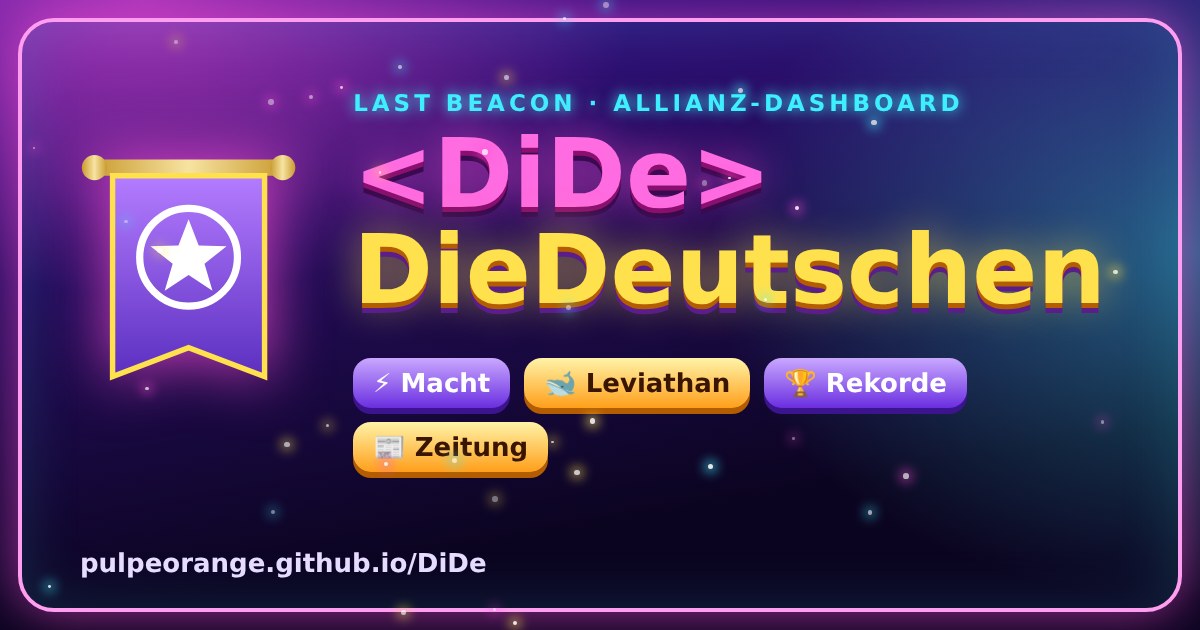 LAST BEACON · ALLIANZ-DASHBOARD
<DiDe>
DieDeutschen
⚡ Macht 🐋 Leviathan 🏆 Rekorde
📰 Zeitung
pulpeorange.github.io/DiDe